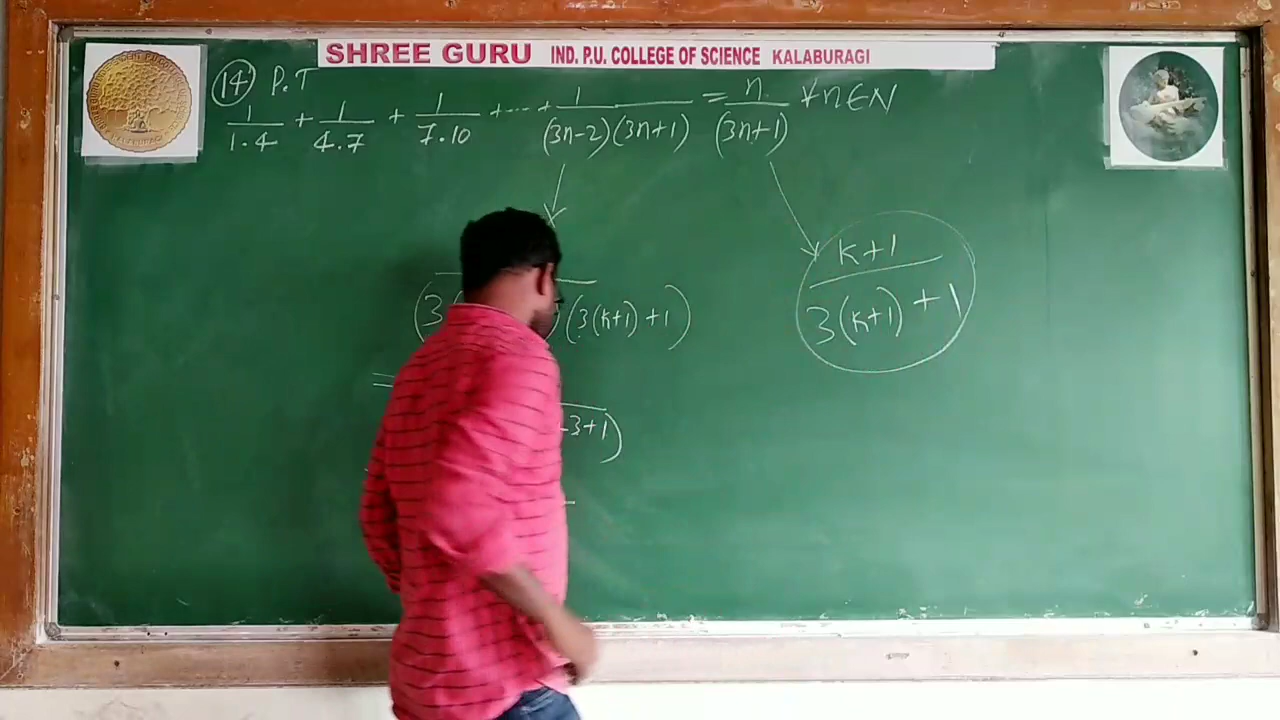 SHREE GURU IND. P.U. COLLEGE OF SCIENCE KALABURAGI
14 P.T
1/1.4 + 1/4.7 + 1/7.10 + ... + 1/(3n-2)(3n+1) = n/(3n+1) ∀n∈N
k+1/3(k+1)+1
(3 )(3(k+1)+1)
=
-3+1)